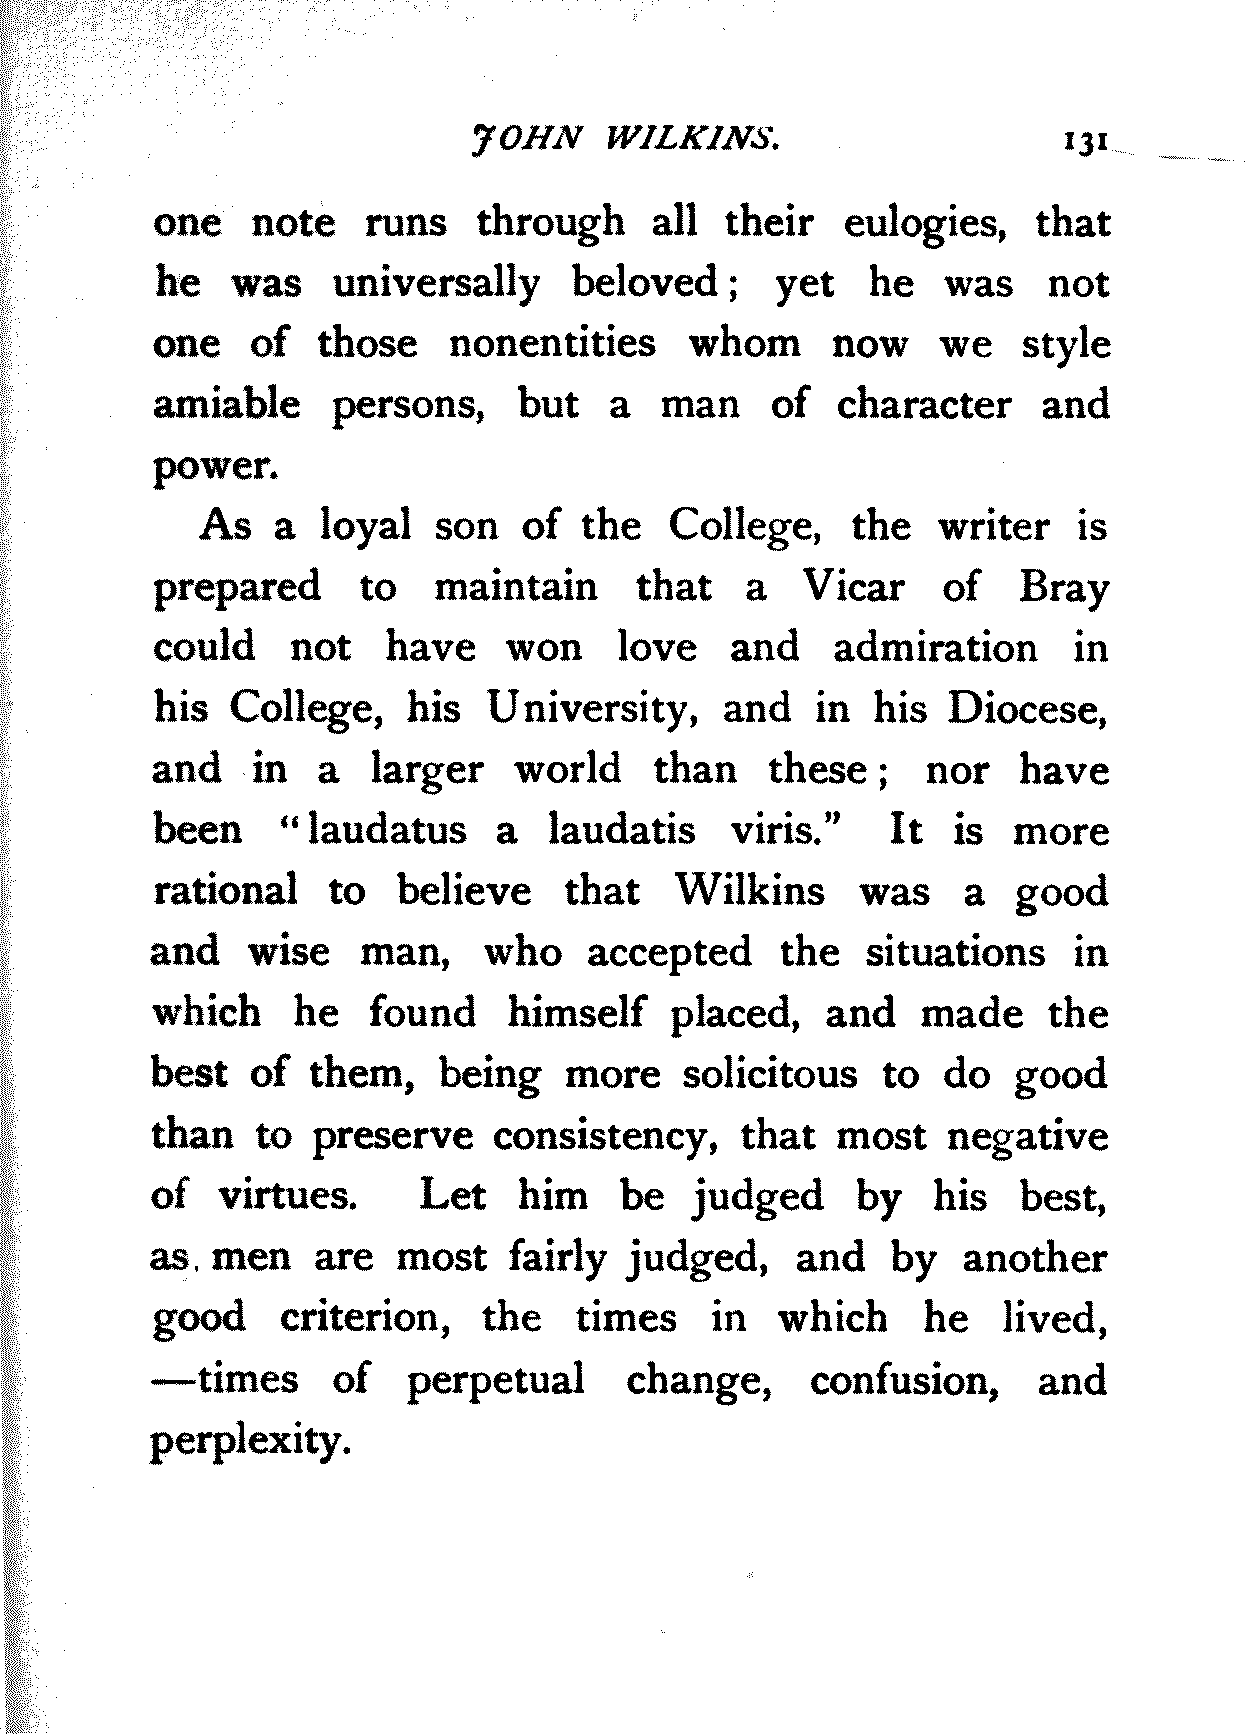 JOHN WILKINS. 131
one note runs through all their eulogies, that
he was universally beloved; yet he was not
one of those nonentities whom now we style
amiable persons, but a man of character and
power.
As a loyal son of the College, the writer is
prepared to maintain that a Vicar of Bray
could not have won love and admiration in
his College, his University, and in his Diocese,
and in a larger world than these; nor have
been "laudatus a laudatis viris." It is more
rational to believe that Wilkins was a good
and wise man, who accepted the situations in
which he found himself placed, and made the
best of them, being more solicitous to do good
than to preserve consistency, that most negative
of virtues. Let him be judged by his best,
as men are most fairly judged, and by another
good criterion, the times in which he lived,
—times of perpetual change, confusion, and
perplexity.